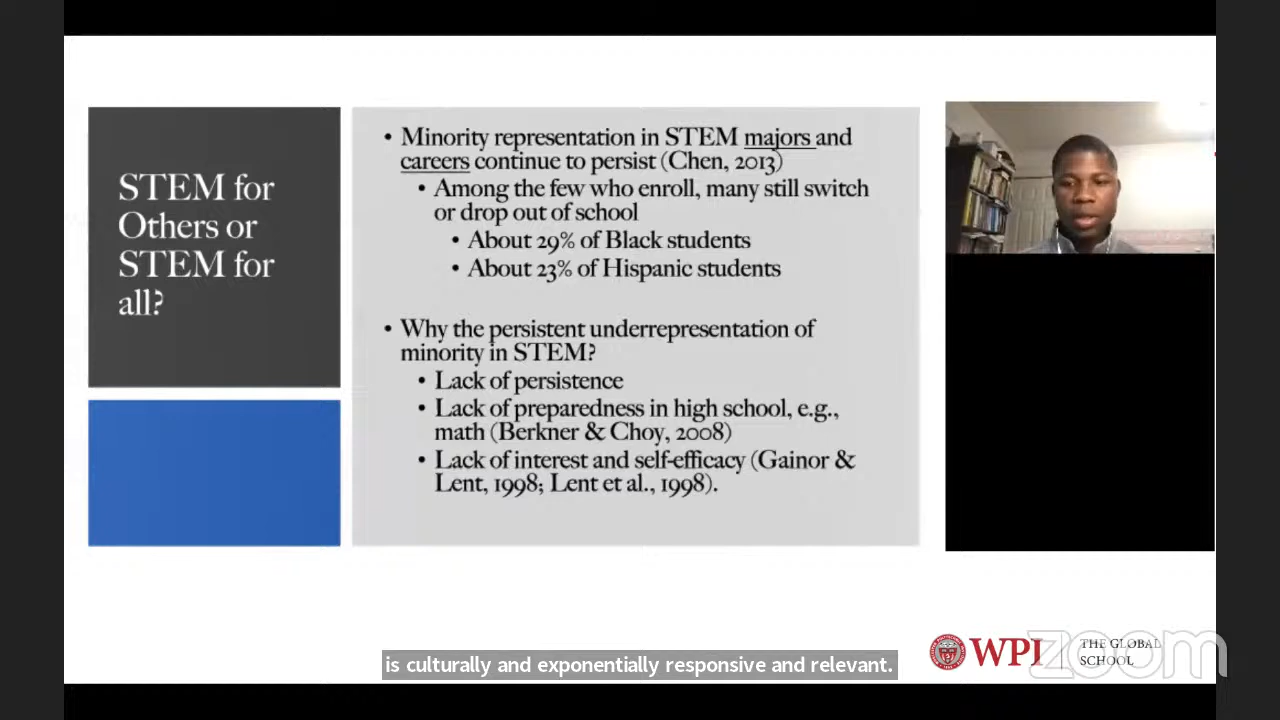 STEM for
Others or
STEM for
all?
• Minority representation in STEM majors and
careers continue to persist (Chen, 2013)
• Among the few who enroll, many still switch
or drop out of school
• About 29% of Black students
• About 23% of Hispanic students
• Why the persistent underrepresentation of
minority in STEM?
• Lack of persistence
• Lack of preparedness in high school, e.g.,
math (Berkner & Choy, 2008)
• Lack of interest and self-efficacy (Gainor &
Lent, 1998; Lent et al., 1998).
WPI
THE GLOBAL
SCHOOL
zoom
is culturally and exponentially responsive and relevant.